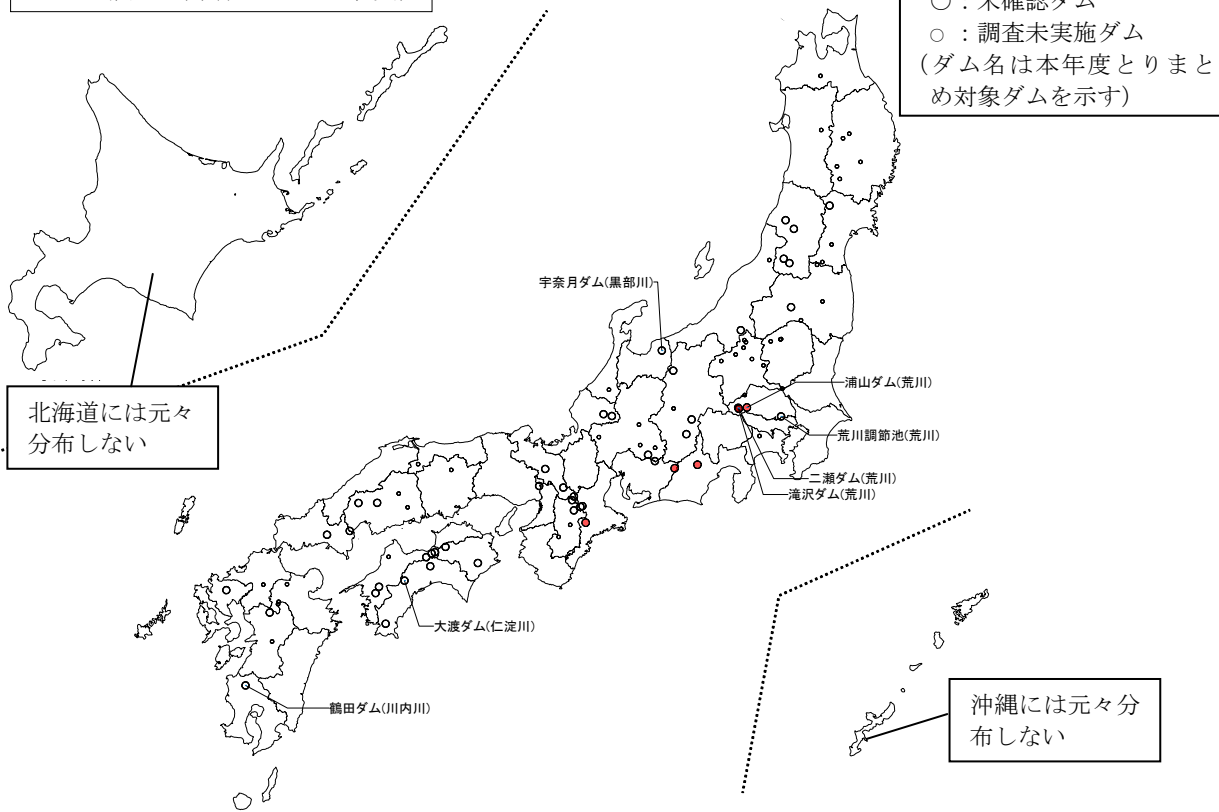 ○：未確認ダム
○：調査未実施ダム
(ダム名は本年度とりまと
め対象ダムを示す)
宇奈月ダム(黒部川)
浦山ダム(荒川)
荒川調節池(荒川)
二瀬ダム(荒川)
滝沢ダム(荒川)
北海道には元々
分布しない
大渡ダム(仁淀川)
鶴田ダム(川内川)
沖縄には元々分
布しない